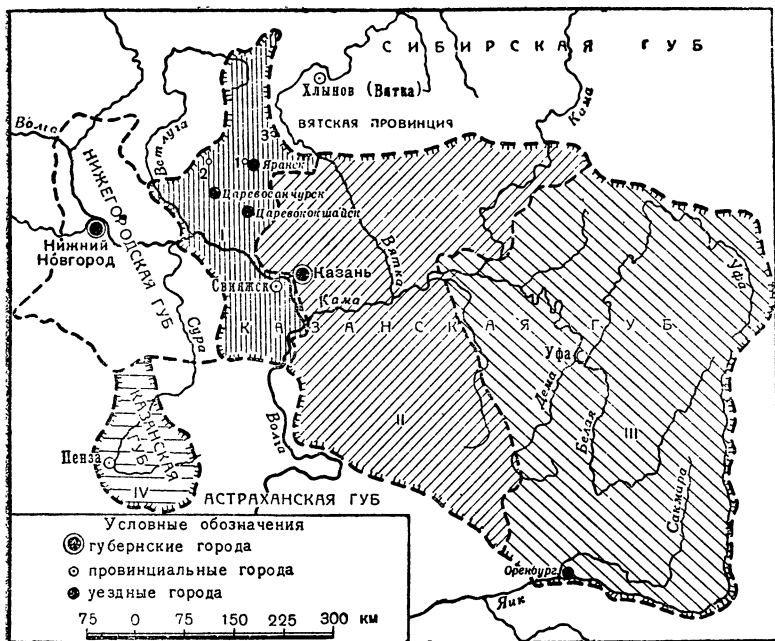 СИБИРСКАЯ ГУБ
Хлынов (Вятка)
ВЯТСКАЯ ПРОВИНЦИЯ
Кама
Волга
Ветлуга
3
2
1
Яранск
Царевосанчурск
Царевококшайск
НИЖЕГОРОДСКАЯ ГУБ
Нижний
Новгород
Вятка
Казань
Свияжск
Кама
Уфа
КАЗАНСКАЯ ГУБ
Сура
Уфа
Дема
Белая
Волга
II
III
КАЗАНСКАЯ
ГУБ
Пенза
IV
АСТРАХАНСКАЯ ГУБ
Сакмара
Оренбург
Яик
Условные обозначения
губернские города
провинциальные города
уездные города
75 0 75 150 225 300 км